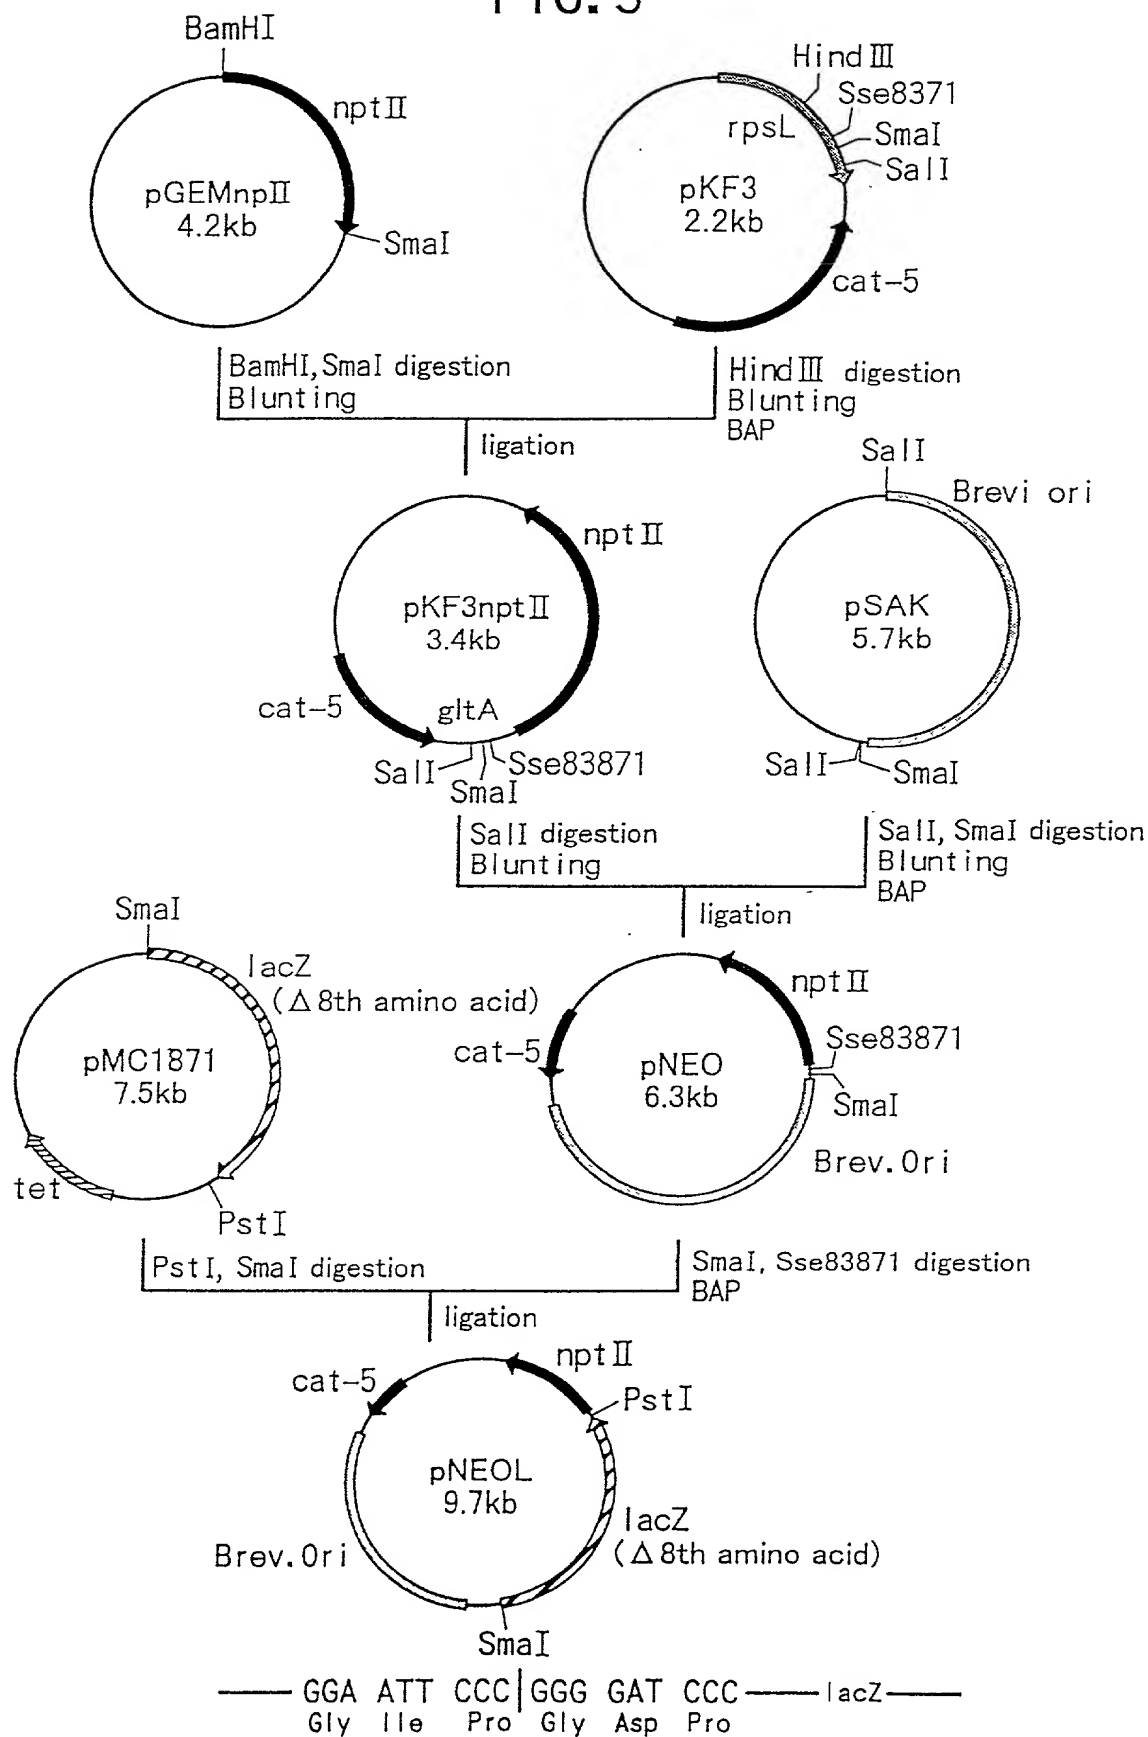 FIG. 3
BamHI
nptⅡ
pGEMnpⅡ
4.2kb
SmaI
HindⅢ
Sse8371
rpsL
SmaI
SalI
pKF3
2.2kb
cat-5
BamHI, SmaI digestion
Blunting
HindⅢ digestion
Blunting
BAP
ligation
nptⅡ
pKF3nptⅡ
3.4kb
cat-5
gltA
SalI
Sse83871
SmaI
SalI
Brevi ori
pSAK
5.7kb
SalI
SmaI
SalI digestion
Blunting
SalI, SmaI digestion
Blunting
BAP
ligation
SmaI
lacZ
(Δ8th amino acid)
pMC1871
7.5kb
tet
PstI
nptⅡ
cat-5
Sse83871
pNEO
6.3kb
SmaI
Brev.Ori
PstI, SmaI digestion
SmaI, Sse83871 digestion
BAP
ligation
nptⅡ
cat-5
PstI
pNEOL
9.7kb
lacZ
(Δ8th amino acid)
Brev.Ori
SmaI
GGA ATT CCC|GGG GAT CCC lacZ
Gly Ile Pro Gly Asp Pro